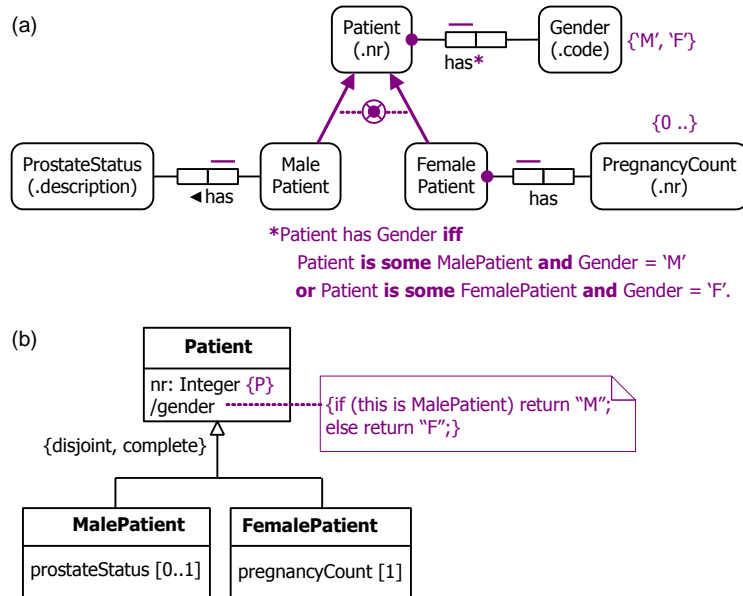 (a)
Patient
(.nr)
has*
Gender
(.code)
{‘M’, ‘F’}
{0 ..}
ProstateStatus
(.description)
◄ has
Male
Patient
Female
Patient
has
PregnancyCount
(.nr)
*Patient has Gender iff
Patient is some MalePatient and Gender = ‘M’
or Patient is some FemalePatient and Gender = ‘F’.
(b)
Patient
nr: Integer {P}
/gender
{if (this is MalePatient) return “M”;
else return “F”;}
{disjoint, complete}
MalePatient
prostateStatus [0..1]
FemalePatient
pregnancyCount [1]